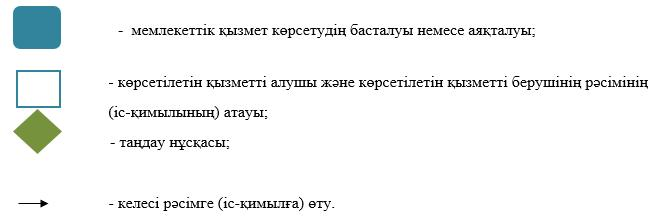 - мемлекеттік қызмет көрсетудің басталуы немесе аяқталуы;
- көрсетілетін қызметті алушы және көрсетілетін қызметті берушінің рәсімінің
(іс-қимылының) атауы;
- таңдау нұсқасы;
- келесі рәсімге (іс-қимылға) өту.